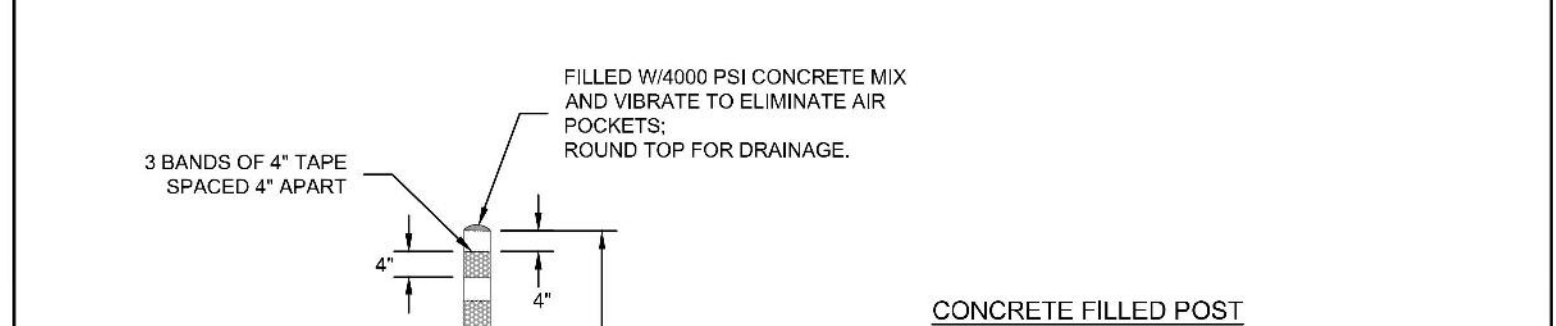 FILLED W/4000 PSI CONCRETE MIX
AND VIBRATE TO ELIMINATE AIR
POCKETS;
ROUND TOP FOR DRAINAGE.
3 BANDS OF 4" TAPE
SPACED 4" APART
4"
4"
CONCRETE FILLED POST